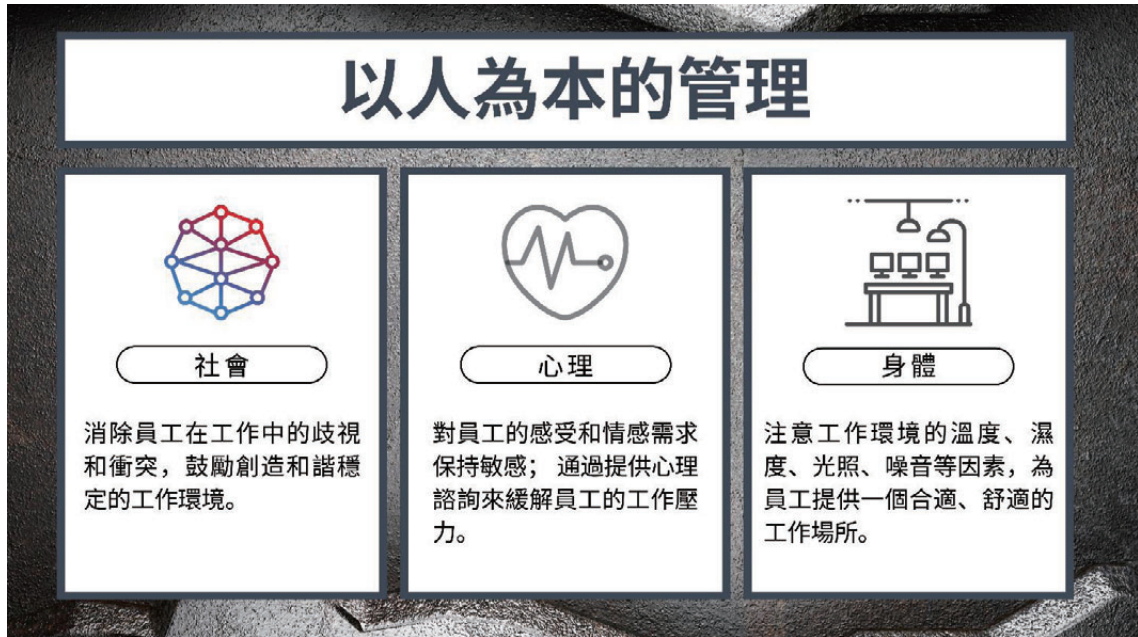 以人為本的管理
社會
消除員工在工作中的歧視
和衝突，鼓勵創造和諧穩
定的工作環境。
心理
對員工的感受和情感需求
保持敏感； 通過提供心理
諮詢來緩解員工的工作壓
力。
身體
注意工作環境的溫度、濕
度、光照、噪音等因素，為
員工提供一個合適、舒適的
工作場所。